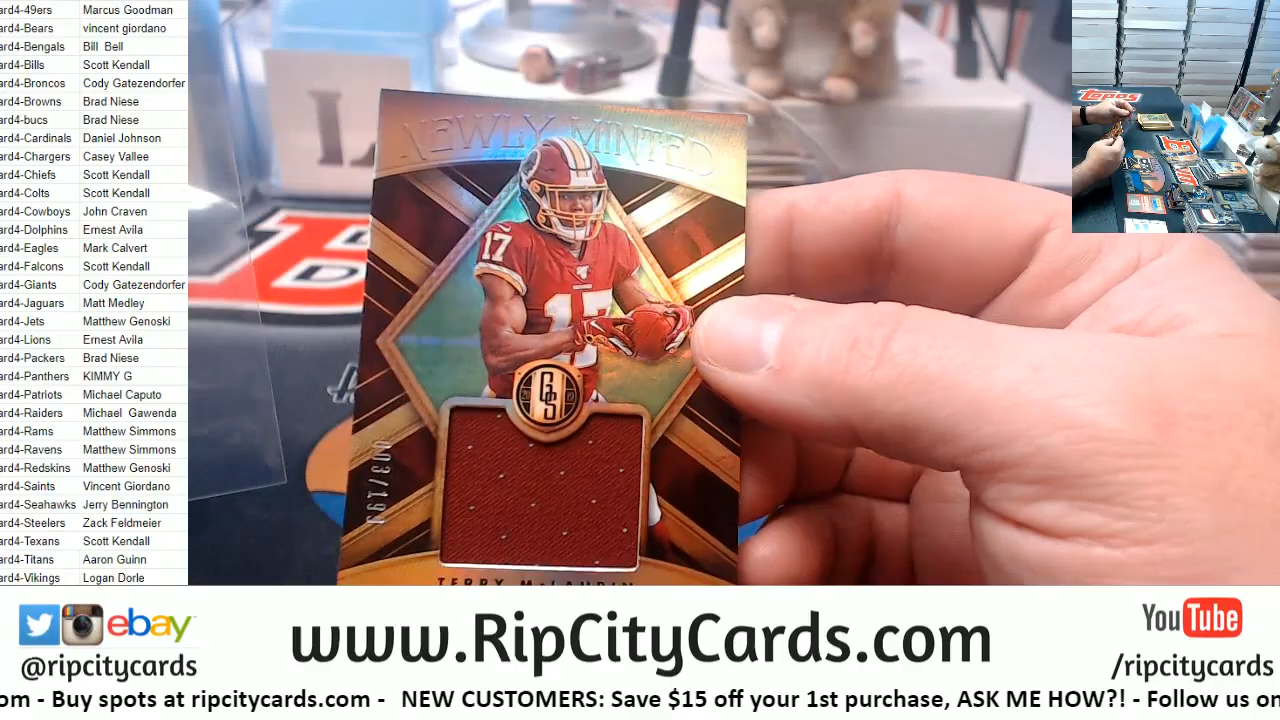 ard4-49ers Marcus Goodman
ard4-Bears vincent giordano
ard4-Bengals Bill Bell
ard4-Bills Scott Kendall
ard4-Broncos Cody Gatezendorfer
ard4-Browns Brad Niese
ard4-bucs Brad Niese
ard4-Cardinals Daniel Johnson
ard4-Chargers Casey Vallee
ard4-Chiefs Scott Kendall
ard4-Colts Scott Kendall
ard4-Cowboys John Craven
ard4-Dolphins Ernest Avila
ard4-Eagles Mark Calvert
ard4-Falcons Scott Kendall
ard4-Giants Cody Gatezendorfer
ard4-Jaguars Matt Medley
ard4-Jets Matthew Genoski
ard4-Lions Ernest Avila
ard4-Packers Brad Niese
ard4-Panthers KIMMY G
ard4-Patriots Michael Caputo
ard4-Raiders Michael Gawenda
ard4-Rams Matthew Simmons
ard4-Ravens Matthew Simmons
ard4-Redskins Matthew Genoski
ard4-Saints Vincent Giordano
ard4-Seahawks Jerry Bennington
ard4-Steelers Zack Feldmeier
ard4-Texans Scott Kendall
ard4-Titans Aaron Guinn
ard4-Vikings Logan Dorle
NEWLY MINTED
17
17
20 GS 19
TERRY McLAURIN
Topps
ebay
@ripcitycards
www.RipCityCards.com
YouTube
/ripcitycards
om - Buy spots at ripcitycards.com - NEW CUSTOMERS: Save $15 off your 1st purchase, ASK ME HOW?! - Follow us on